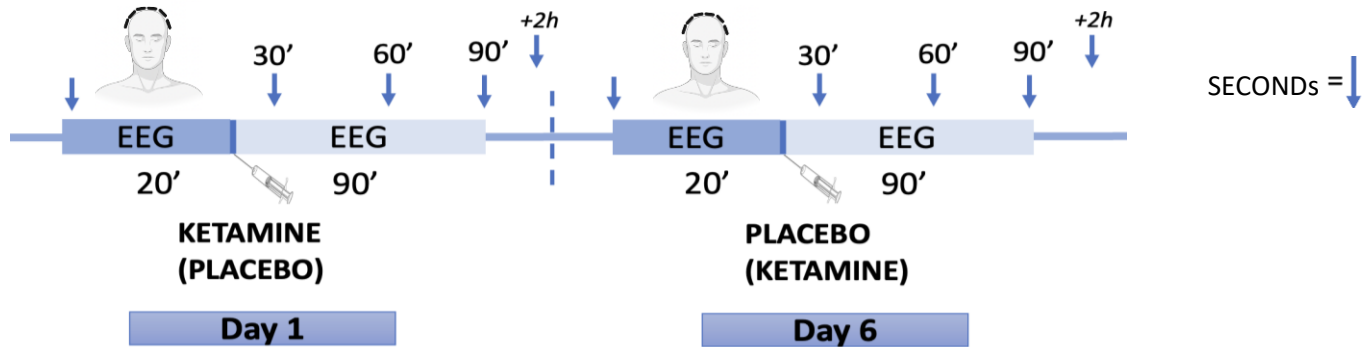 +2h
+2h
30’ 60’ 90’
30’ 60’ 90’
SECONDs =
EEG EEG
EEG EEG
20’ 90’
20’ 90’
KETAMINE
(PLACEBO)
PLACEBO
(KETAMINE)
Day 1
Day 6